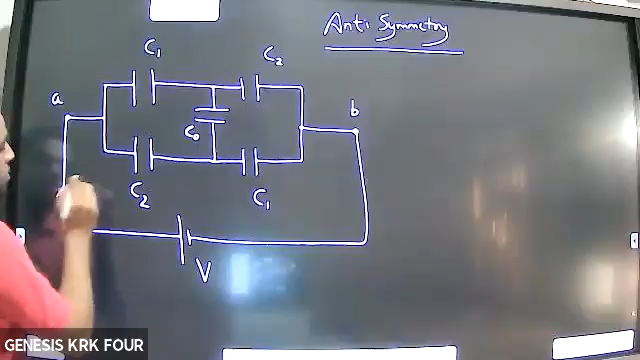 Anti Symmetry
C1
C2
a
b
C0
C2
C1
V
GENESIS KRK FOUR